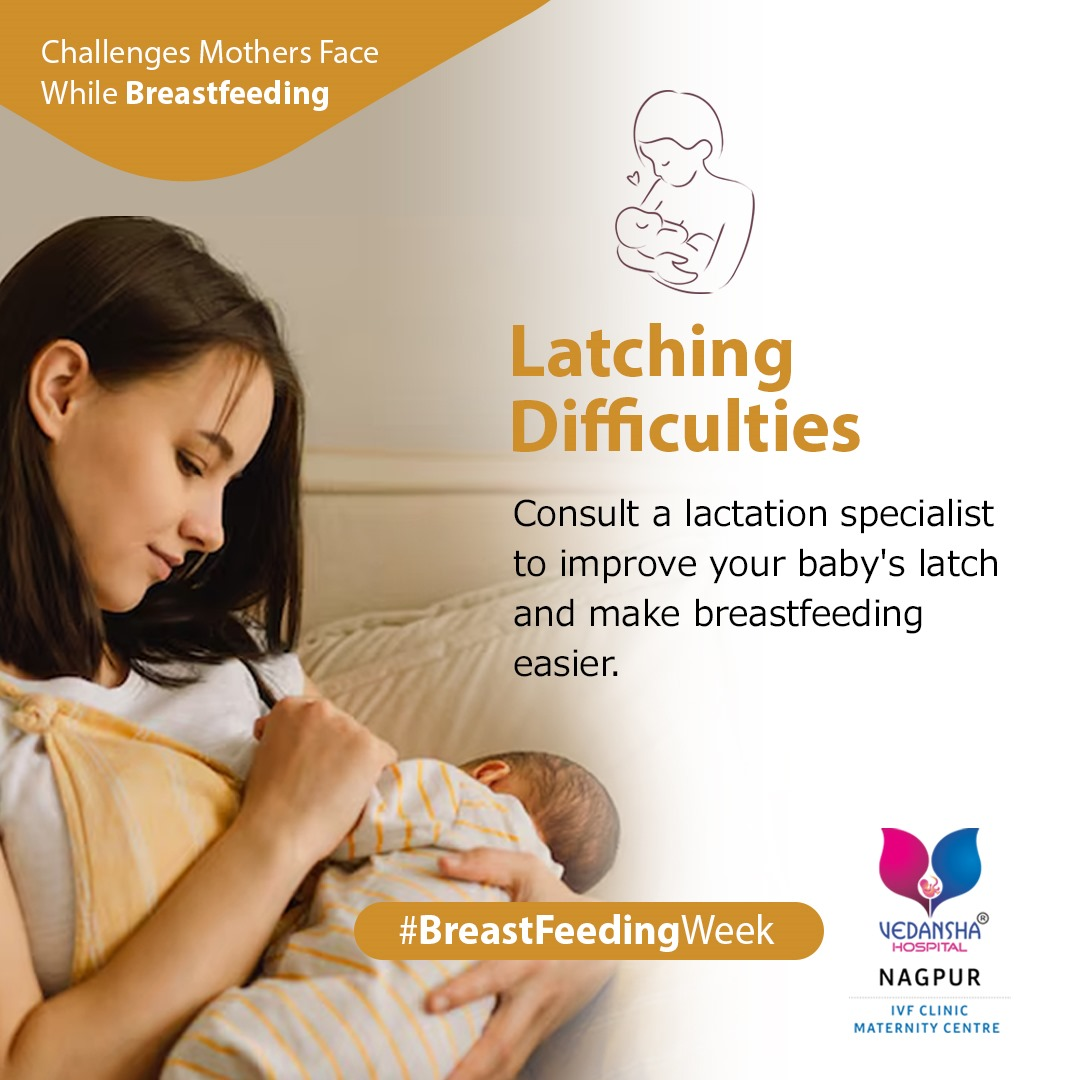 Challenges Mothers Face
While Breastfeeding
Latching
Difficulties
Consult a lactation specialist
to improve your baby's latch
and make breastfeeding
easier.
#BreastFeedingWeek
VEDANSHA®
HOSPITAL
NAGPUR
IVF CLINIC
MATERNITY CENTRE